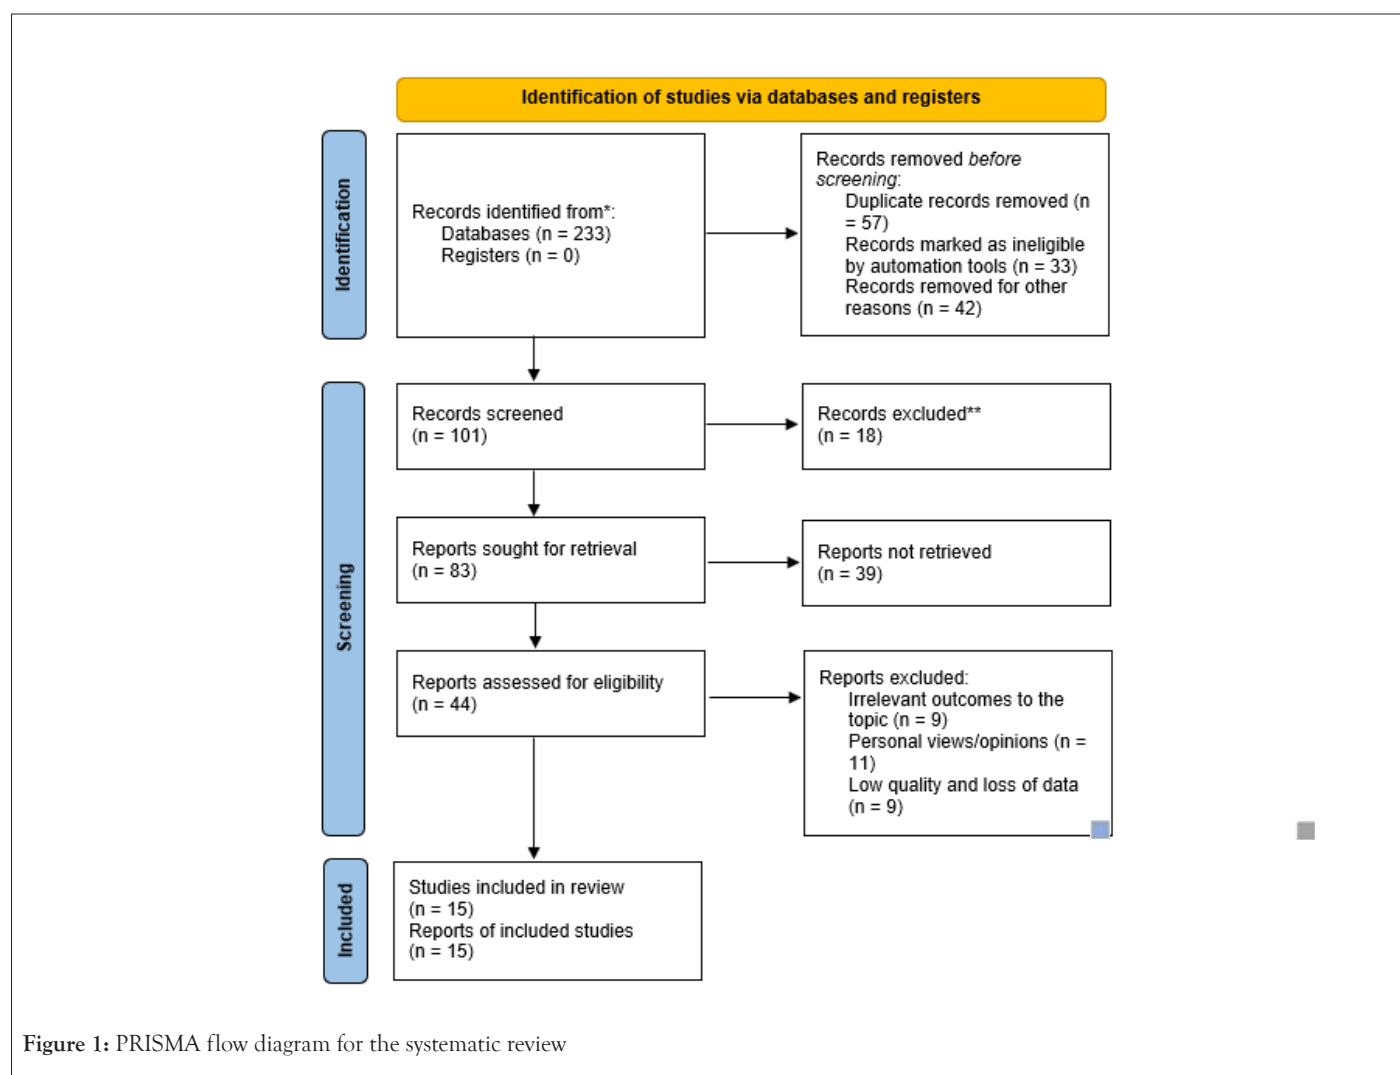 Identification of studies via databases and registers
Identification
Records identified from*:
Databases (n = 233)
Registers (n = 0)
Records removed before
screening:
Duplicate records removed (n
= 57)
Records marked as ineligible
by automation tools (n = 33)
Records removed for other
reasons (n = 42)
Screening
Records screened
(n = 101)
Records excluded**
(n = 18)
Reports sought for retrieval
(n = 83)
Reports not retrieved
(n = 39)
Reports assessed for eligibility
(n = 44)
Reports excluded:
Irrelevant outcomes to the
topic (n = 9)
Personal views/opinions (n =
11)
Low quality and loss of data
(n = 9)
Included
Studies included in review
(n = 15)
Reports of included studies
(n = 15)
Figure 1: PRISMA flow diagram for the systematic review